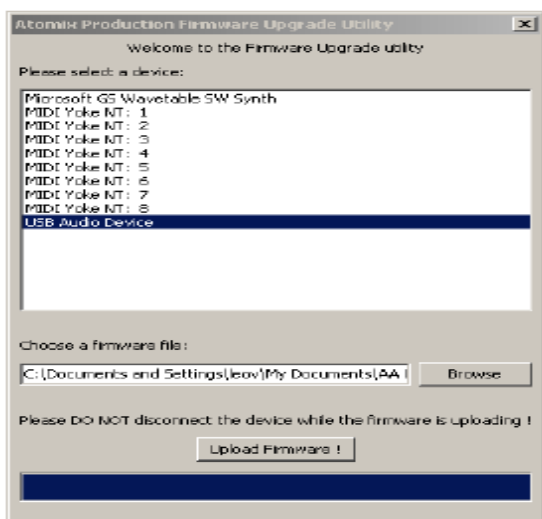 Atomix Production Firmware Upgrade Utility
Welcome to the Firmware Upgrade utility
Please select a device:
Microsoft GS Wavetable SW Synth
MIDI Yoke NT: 1
MIDI Yoke NT: 2
MIDI Yoke NT: 3
MIDI Yoke NT: 4
MIDI Yoke NT: 5
MIDI Yoke NT: 6
MIDI Yoke NT: 7
MIDI Yoke NT: 8
USB Audio Device
Choose a firmware file:
C:\Documents and Settings\leov\My Documents\AA
Browse
Please DO NOT disconnect the device while the firmware is uploading !
Upload Firmware !